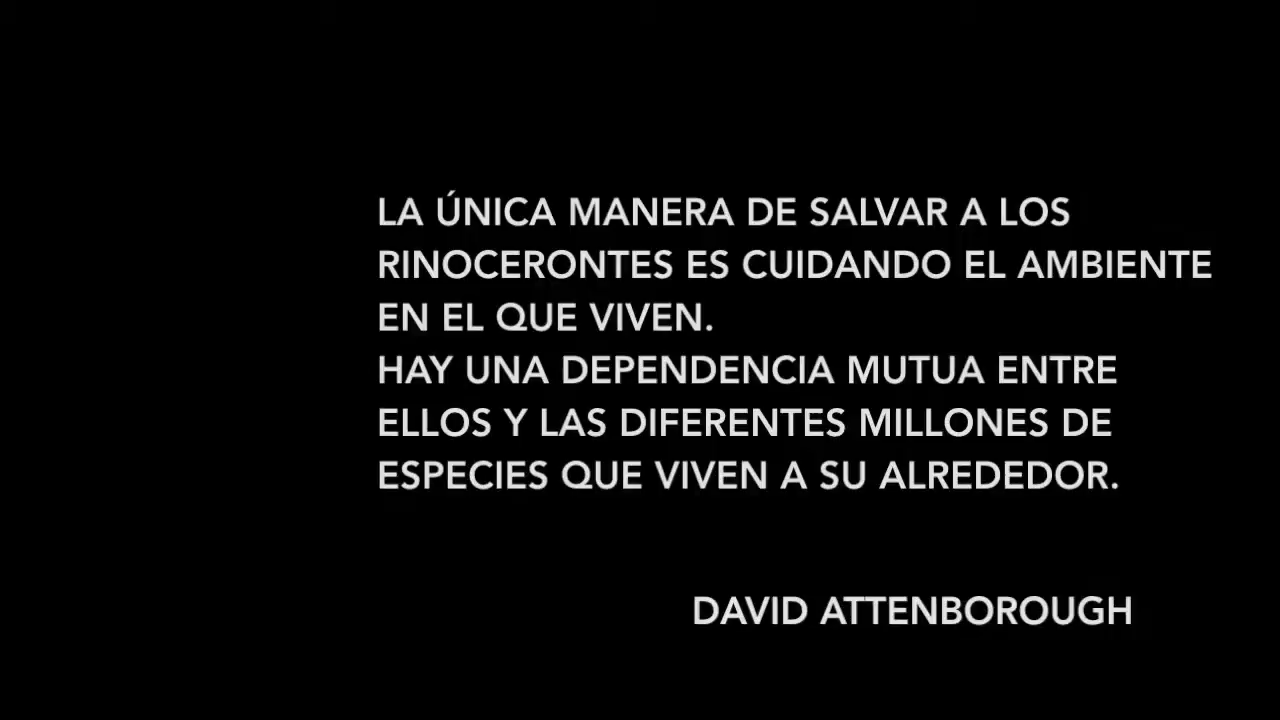 LA ÚNICA MANERA DE SALVAR A LOS
RINOCERONTES ES CUIDANDO EL AMBIENTE
EN EL QUE VIVEN.
HAY UNA DEPENDENCIA MUTUA ENTRE
ELLOS Y LAS DIFERENTES MILLONES DE
ESPECIES QUE VIVEN A SU ALREDEDOR.
DAVID ATTENBOROUGH